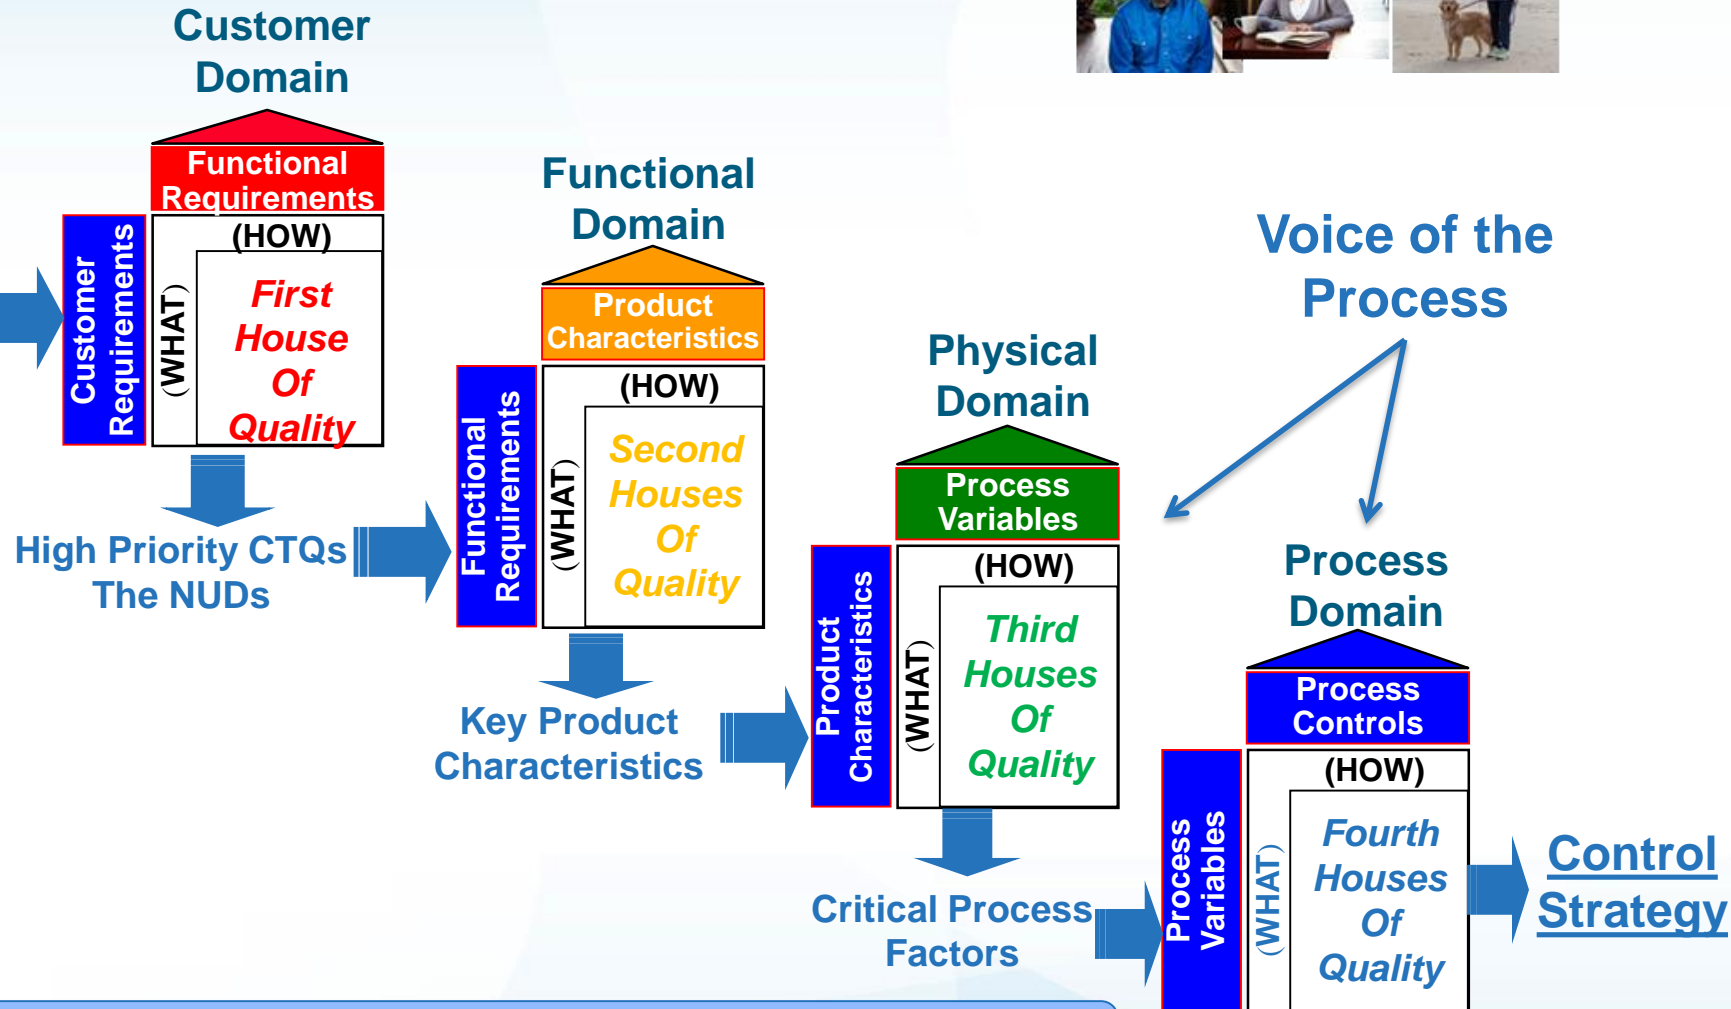 Customer
Domain
Functional
Requirements
Customer
Requirements
(HOW)
(WHAT)
First
House
Of
Quality
High Priority CTQs
The NUDs
Functional
Domain
Product
Characteristics
Functional
Requirements
(HOW)
(WHAT)
Second
Houses
Of
Quality
Key Product
Characteristics
Voice of the
Process
Physical
Domain
Process
Variables
Product
Characteristics
(HOW)
(WHAT)
Third
Houses
Of
Quality
Critical Process
Factors
Process
Domain
Process
Controls
Process
Variables
(HOW)
(WHAT)
Fourth
Houses
Of
Quality
Control
Strategy